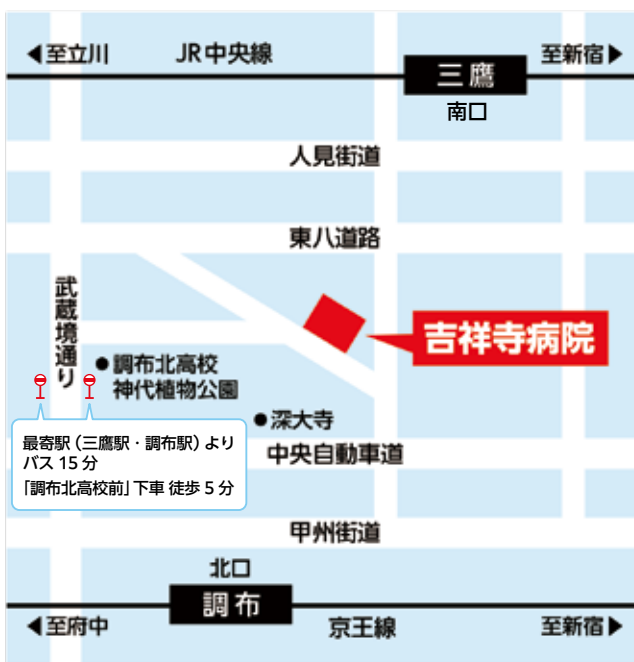 ◀至立川
JR中央線
三鷹
至新宿▶
南口
人見街道
東八道路
武蔵境通り
吉祥寺病院
●調布北高校
神代植物公園
●深大寺
最寄駅(三鷹駅・調布駅)より
バス15分
「調布北高校前」下車 徒歩5分
中央自動車道
甲州街道
北口
調布
◀至府中
京王線
至新宿▶